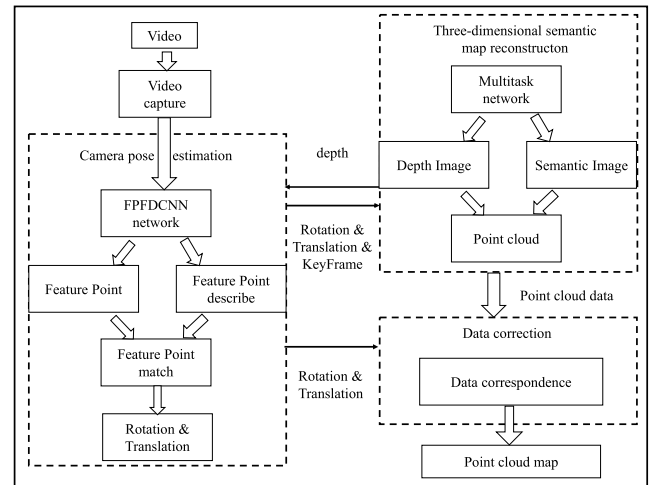 Video
Video
capture
Camera pose estimation
FPFDCNN
network
Feature Point
Feature Point
describe
Feature Point
match
Rotation &
Translation
depth
Rotation &
Translation &
KeyFrame
Rotation &
Translation
Three-dimensional semantic
map reconstructon
Multitask
network
Depth Image
Semantic Image
Point cloud
Point cloud data
Data correction
Data correspondence
Point cloud map